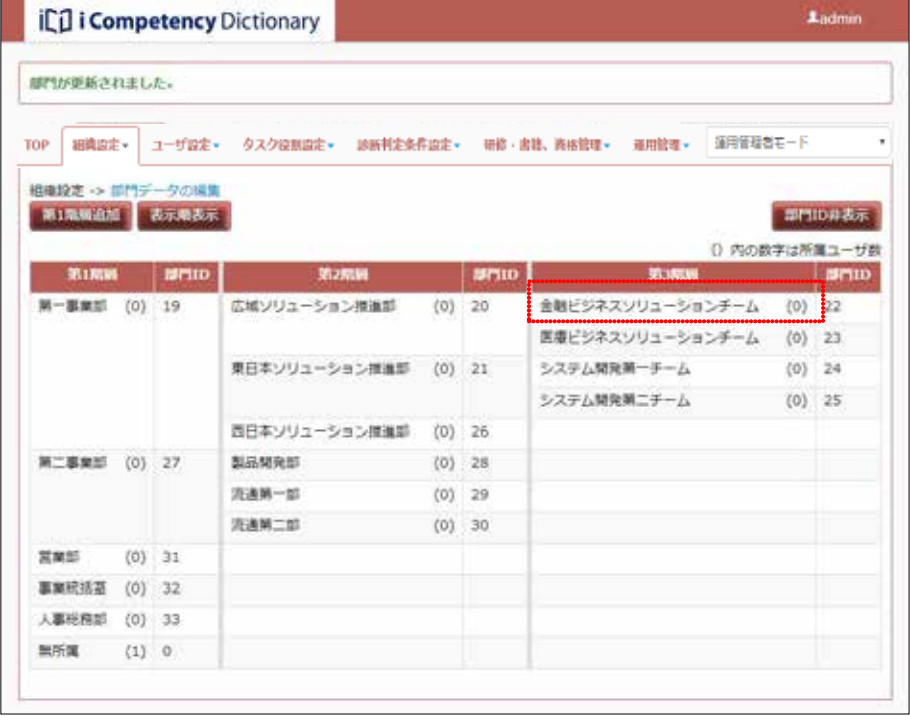 i Competency Dictionary
admin
部門が更新されました。
TOP 組織設定 ユーザ設定 タスク役割設定 診断判定条件設定 研修・書籍、資格管理 運用管理 運用管理者モード
組織設定 -> 部門データの編集
第1階層追加 表示順表示 部門ID非表示
() 内の数字は所属ユーザ数
第1階層 部門ID 第2階層 部門ID 第3階層 部門ID
第一事業部 (0) 19 広域ソリューション推進部 (0) 20 金融ビジネスソリューションチーム (0) 22
医療ビジネスソリューションチーム (0) 23
東日本ソリューション推進部 (0) 21 システム開発第一チーム (0) 24
システム開発第二チーム (0) 25
西日本ソリューション推進部 (0) 26
第二事業部 (0) 27 製品開発部 (0) 28
流通第一部 (0) 29
流通第二部 (0) 30
営業部 (0) 31
事業統括室 (0) 32
人事総務部 (0) 33
無所属 (1) 0